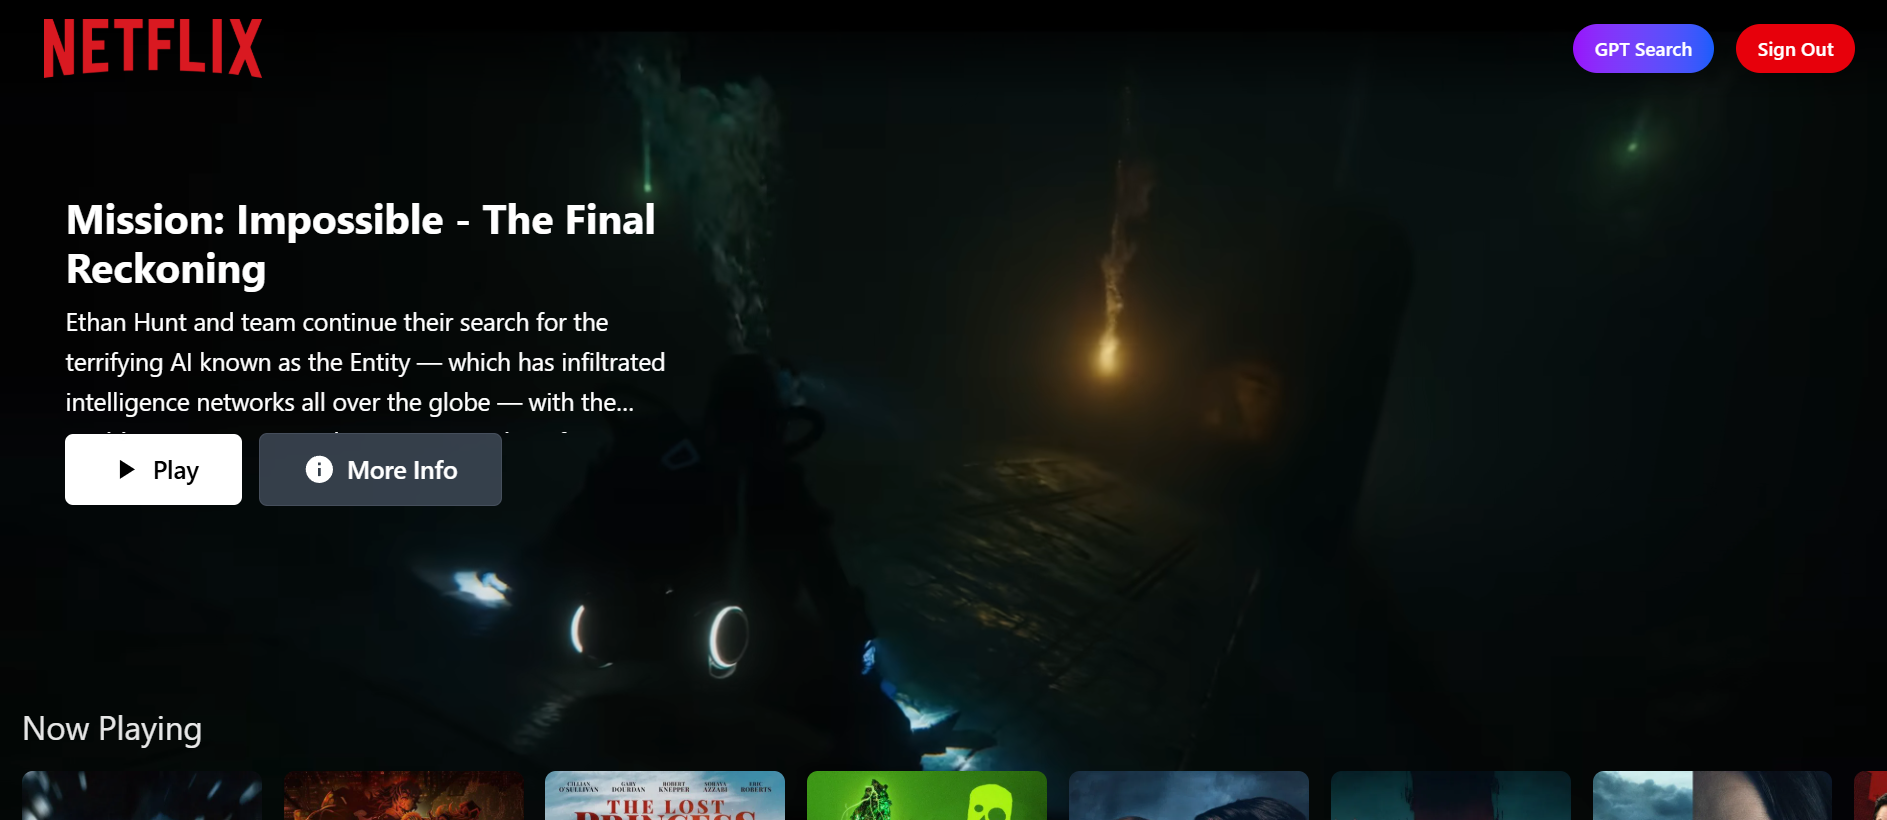 NETFLIX
GPT Search
Sign Out
Mission: Impossible - The Final
Reckoning
Ethan Hunt and team continue their search for the
terrifying AI known as the Entity — which has infiltrated
intelligence networks all over the globe — with the...
Play
More Info
Now Playing
CILLIAN O'SULLIVAN
GARY DOURDAN
ROBERT KNEPPER
SORAYA AZZABI
ERIC ROBERTS
THE LOST
PRINCESS